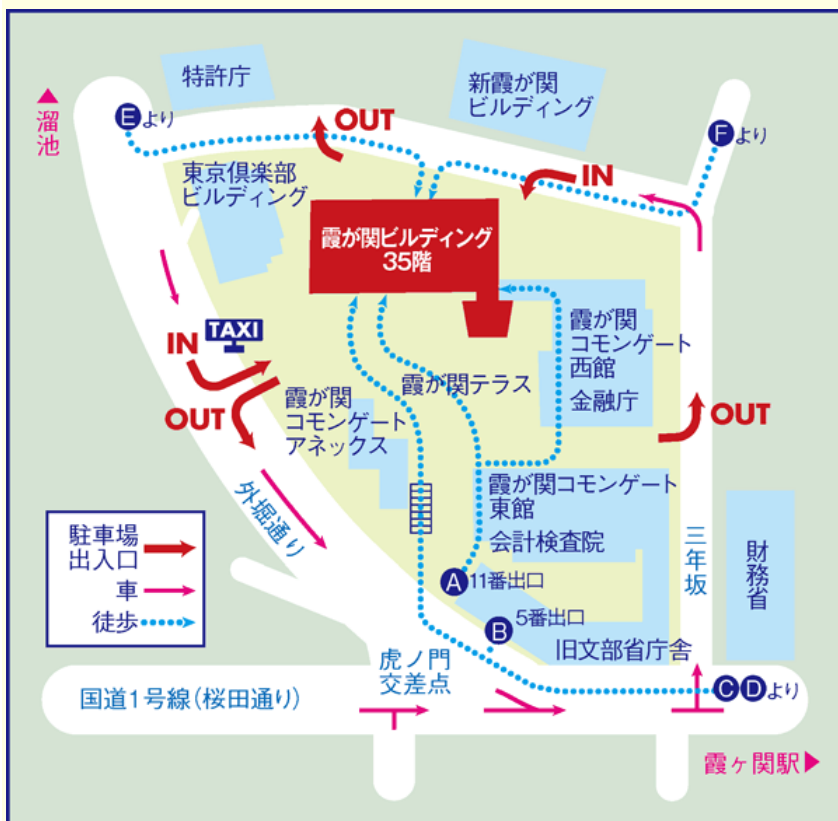 特許庁
新霞が関
ビルディング
溜池
Eより
OUT
Fより
IN
東京倶楽部
ビルディング
霞が関ビルディング
35階
TAXI
IN
OUT
霞が関
コモンゲート
西館
金融庁
霞が関テラス
OUT
霞が関
コモンゲート
アネックス
外堀通り
霞が関コモンゲート
東館
会計検査院
駐車場
出入口
車
徒歩
三年坂
財務省
A 11番出口
B 5番出口
旧文部省庁舎
虎ノ門
交差点
国道1号線(桜田通り)
C Dより
霞ヶ関駅